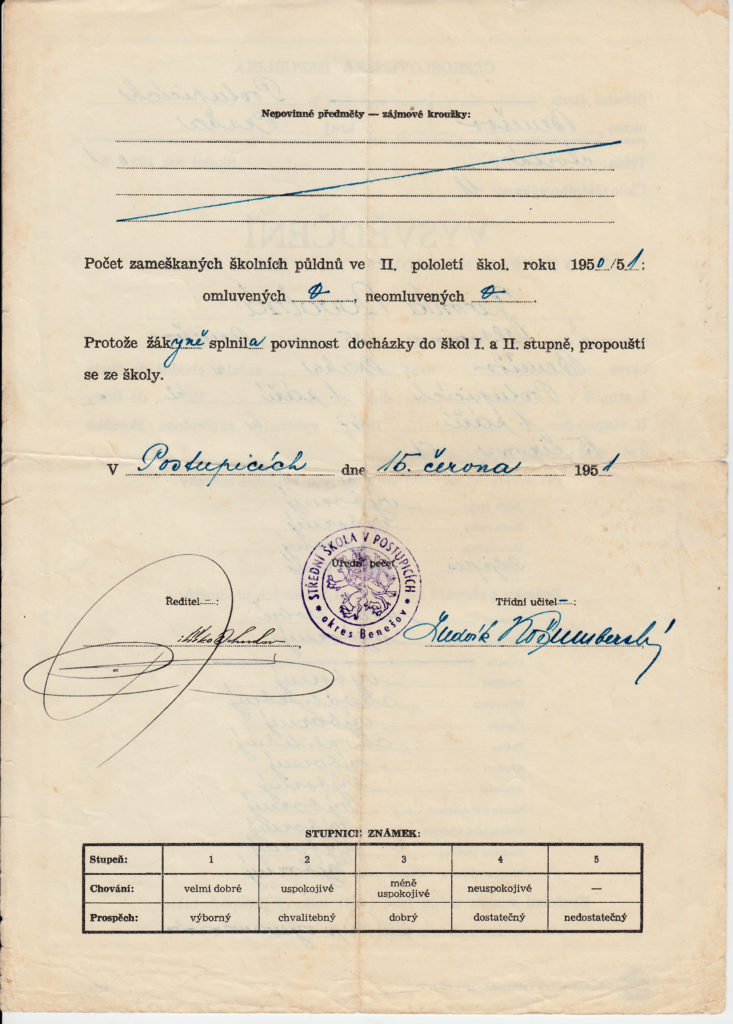 Nepovinné předměty — zájmové kroužky:
Počet zameškaných školních půldnů ve II. pololetí škol. roku 1950/51:
omluvených 0, neomluvených 0.
Protože žákyně splnila povinnost docházky do škol I. a II. stupně, propouští
se ze školy.
V Postupicích dne 15. června 1951
STŘEDNÍ ŠKOLA V POSTUPICÍCH
* okres Benešov *
Úřední pečeť
Ředitel—: Třídní učitel—:
Ludvík
STUPNICE ZNÁMEK:
Stupeň: 1 2 3 4 5
Chování: velmi dobré uspokojivé méně uspokojivé neuspokojivé —
Prospěch: výborný chvalitebný dobrý dostatečný nedostatečný